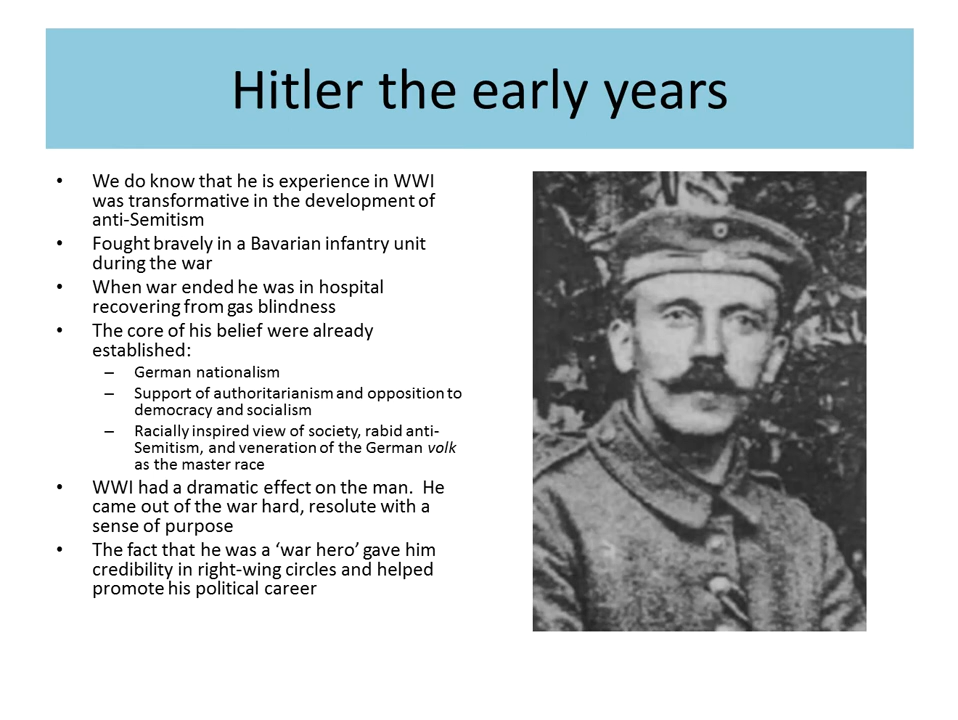 Hitler the early years
• We do know that he is experience in WWI
was transformative in the development of
anti-Semitism
• Fought bravely in a Bavarian infantry unit
during the war
• When war ended he was in hospital
recovering from gas blindness
• The core of his belief were already
established:
– German nationalism
– Support of authoritarianism and opposition to
democracy and socialism
– Racially inspired view of society, rabid anti-
Semitism, and veneration of the German volk
as the master race
• WWI had a dramatic effect on the man.  He
came out of the war hard, resolute with a
sense of purpose
• The fact that he was a ‘war hero’ gave him
credibility in right-wing circles and helped
promote his political career